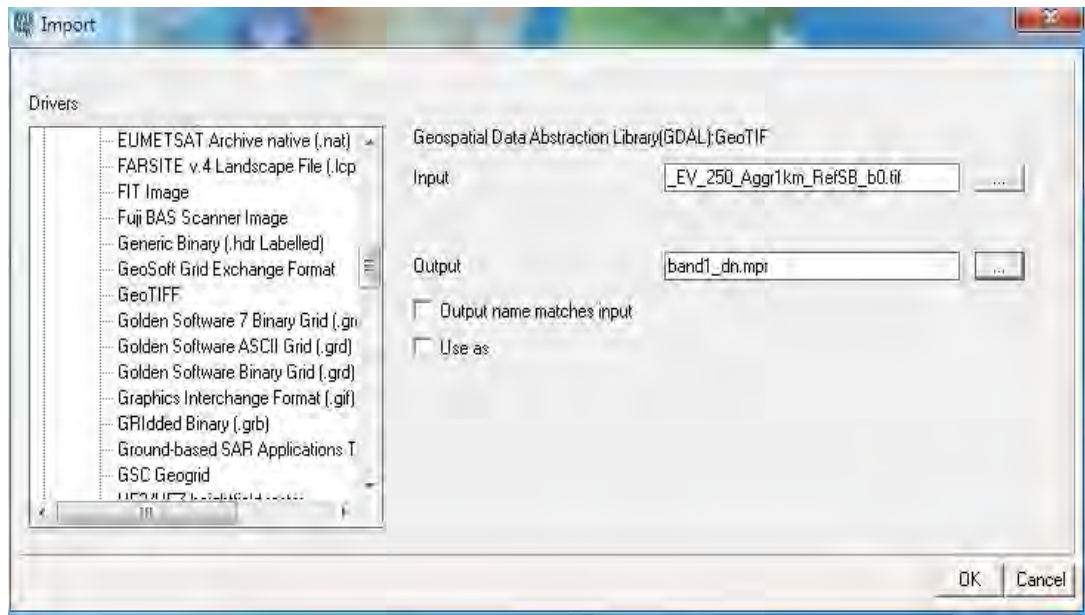 Import
Drivers
EUMETSAT Archive native (.nat)
FARSITE v.4 Landscape File (.lcp
FIT Image
Fuji BAS Scanner Image
Generic Binary (.hdr Labelled)
GeoSoft Grid Exchange Format
GeoTIFF
Golden Software 7 Binary Grid (.gr
Golden Software ASCII Grid (.grd)
Golden Software Binary Grid (.grd)
Graphics Interchange Format (.gif)
GRIdded Binary (.grb)
Ground-based SAR Applications T
GSC Geogrid
Geospatial Data Abstraction Library(GDAL):GeoTIF
Input
_EV_250_Aggr1km_RefSB_b0.tif
...
Output
band1_dn.mpr
...
Output name matches input
Use as
OK
Cancel